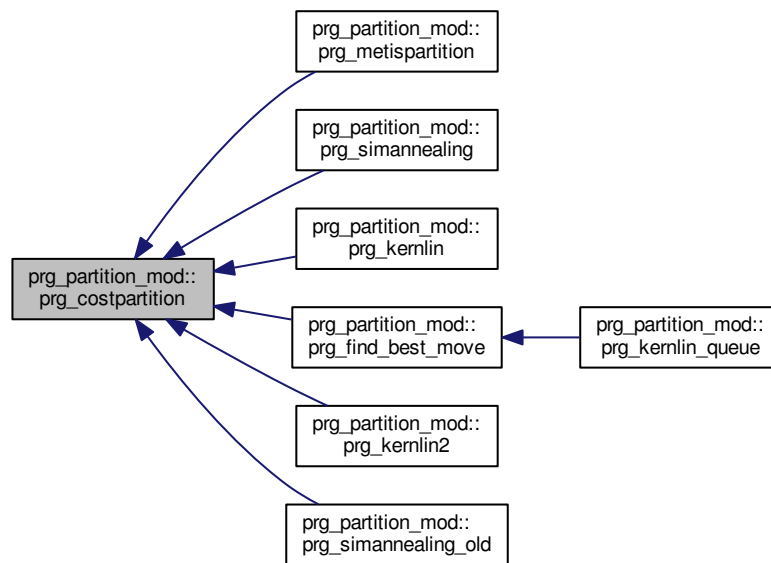 prg_partition_mod::
prg_metispartition
prg_partition_mod::
prg_simannealing
prg_partition_mod::
prg_kernlin
prg_partition_mod::
prg_costpartition
prg_partition_mod::
prg_find_best_move
prg_partition_mod::
prg_kernlin_queue
prg_partition_mod::
prg_kernlin2
prg_partition_mod::
prg_simannealing_old